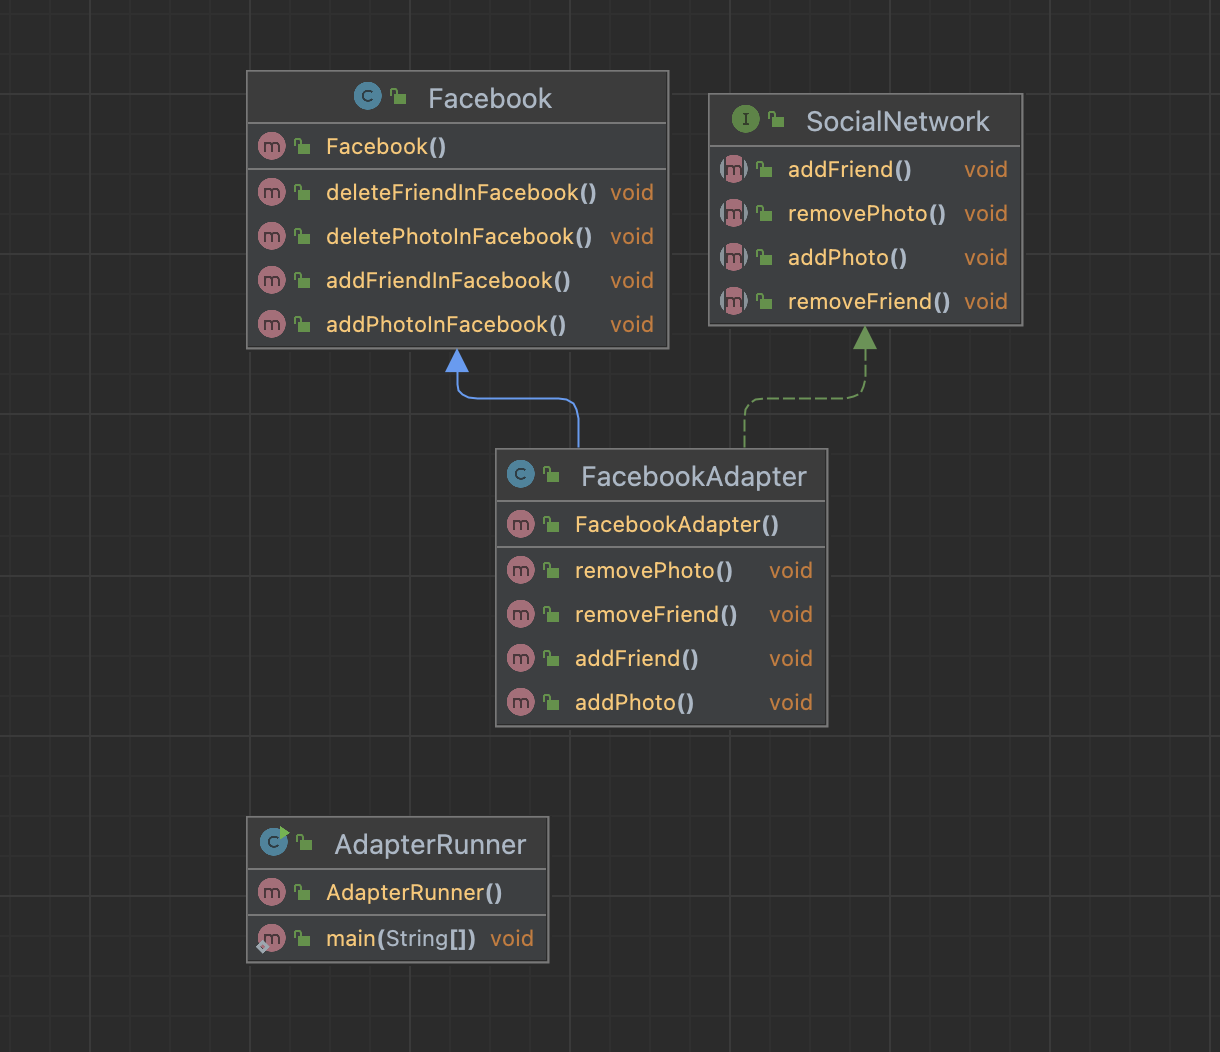 C Facebook
m Facebook()
m deleteFriendInFacebook() void
m deletePhotoInFacebook() void
m addFriendInFacebook() void
m addPhotoInFacebook() void
I SocialNetwork
m addFriend() void
m removePhoto() void
m addPhoto() void
m removeFriend() void
C FacebookAdapter
m FacebookAdapter()
m removePhoto() void
m removeFriend() void
m addFriend() void
m addPhoto() void
C AdapterRunner
m AdapterRunner()
m main(String[]) void